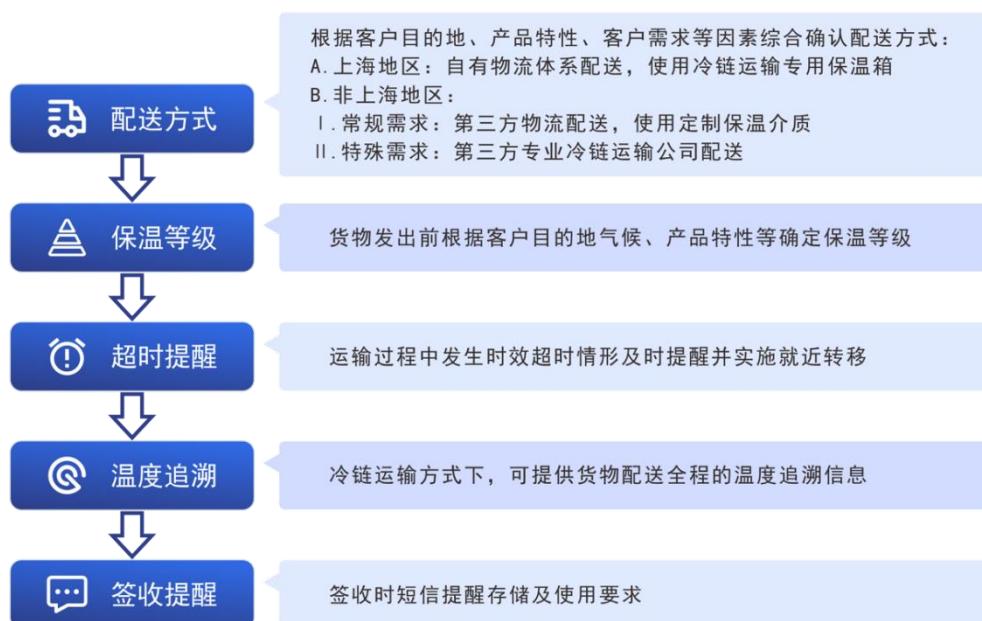 配送方式
根据客户目的地、产品特性、客户需求等因素综合确认配送方式：
A.上海地区：自有物流体系配送，使用冷链运输专用保温箱
B.非上海地区：
Ⅰ.常规需求：第三方物流配送，使用定制保温介质
Ⅱ.特殊需求：第三方专业冷链运输公司配送
保温等级
货物发出前根据客户目的地气候、产品特性等确定保温等级
超时提醒
运输过程中发生时效超时情形及时提醒并实施就近转移
温度追溯
冷链运输方式下，可提供货物配送全程的温度追溯信息
签收提醒
签收时短信提醒存储及使用要求